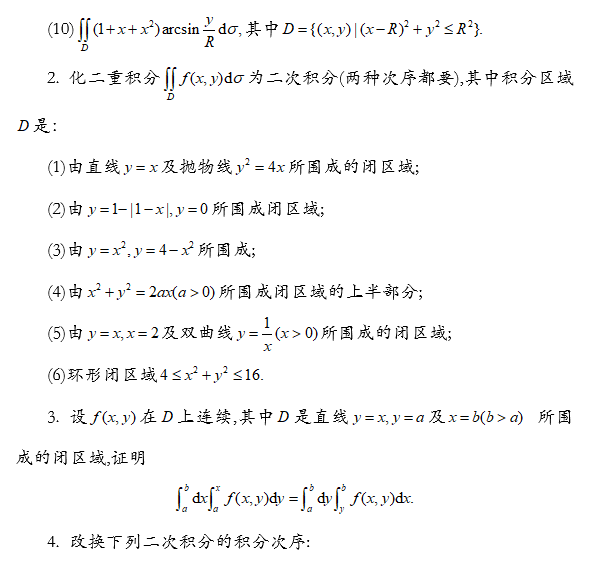 (10) ∬_D (1+x+x²) arcsin y/R dσ, 其中 D={(x,y)|(x−R)²+y²≤R²}.
2. 化二重积分 ∬_D f(x,y)dσ 为二次积分(两种次序都要),其中积分区域
D 是:
(1)由直线 y=x 及抛物线 y²=4x 所围成的闭区域;
(2)由 y=1−|1−x|, y=0 所围成闭区域;
(3)由 y=x², y=4−x² 所围成;
(4)由 x²+y²=2ax(a>0) 所围成闭区域的上半部分;
(5)由 y=x, x=2 及双曲线 y=1/x (x>0) 所围成的闭区域;
(6)环形闭区域 4≤x²+y²≤16.
3. 设 f(x,y) 在 D 上连续,其中 D 是直线 y=x, y=a 及 x=b(b>a) 所围
成的闭区域,证明
∫_a^b dx∫_a^x f(x,y)dy=∫_a^b dy∫_y^b f(x,y)dx.
4. 改换下列二次积分的积分次序: